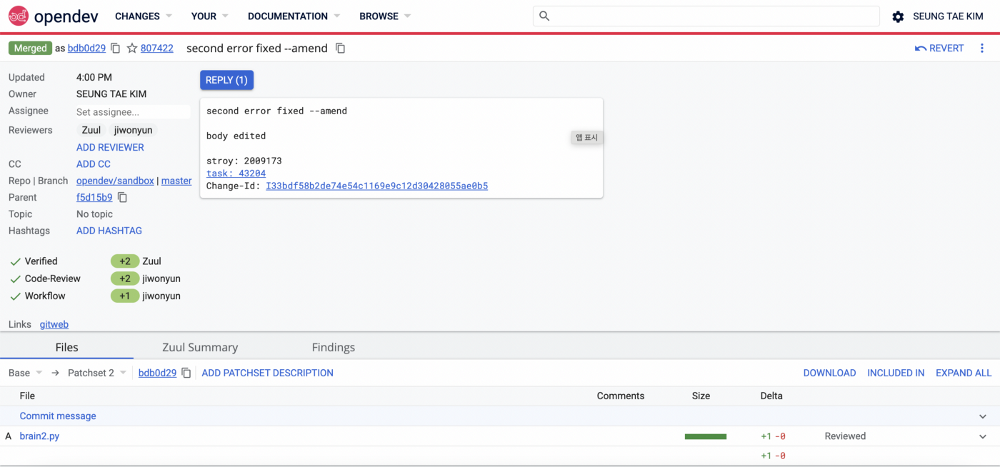 opendev CHANGES YOUR DOCUMENTATION BROWSE SEUNG TAE KIM
Merged as bdb0d29 807422 second error fixed --amend REVERT
Updated 4:00 PM
Owner SEUNG TAE KIM
Assignee Set assignee...
Reviewers Zuul jiwonyun
ADD REVIEWER
CC ADD CC
Repo | Branch opendev/sandbox | master
Parent f5d15b9
Topic No topic
Hashtags ADD HASHTAG
REPLY (1)
second error fixed --amend
body edited
앱 표시
stroy: 2009173
task: 43204
Change-Id: I33bdf58b2de74e54c1169e9c12d30428055ae0b5
Verified +2 Zuul
Code-Review +2 jiwonyun
Workflow +1 jiwonyun
Links gitweb
Files Zuul Summary Findings
Base → Patchset 2 bdb0d29 ADD PATCHSET DESCRIPTION DOWNLOAD INCLUDED IN EXPAND ALL
File Comments Size Delta
Commit message
A brain2.py +1 -0 Reviewed
+1 -0